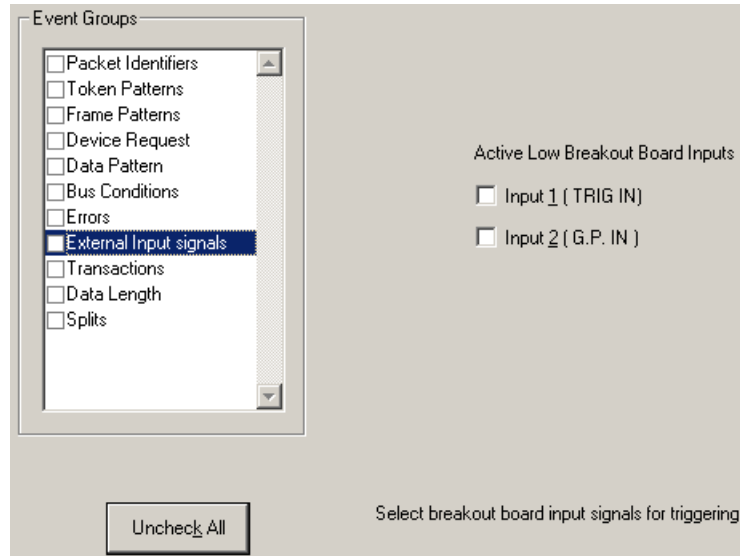 Event Groups
Packet Identifiers
Token Patterns
Frame Patterns
Device Request
Data Pattern
Bus Conditions
Errors
External Input signals
Transactions
Data Length
Splits
Active Low Breakout Board Inputs
Input 1 ( TRIG IN)
Input 2 ( G.P. IN )
Uncheck All
Select breakout board input signals for triggering